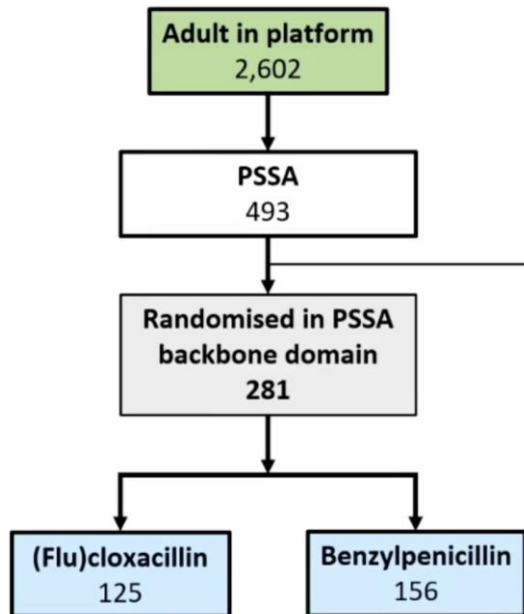 Adult in platform
2,602
PSSA
493
Randomised in PSSA
backbone domain
281
(Flu)cloxacillin
125
Benzylpenicillin
156